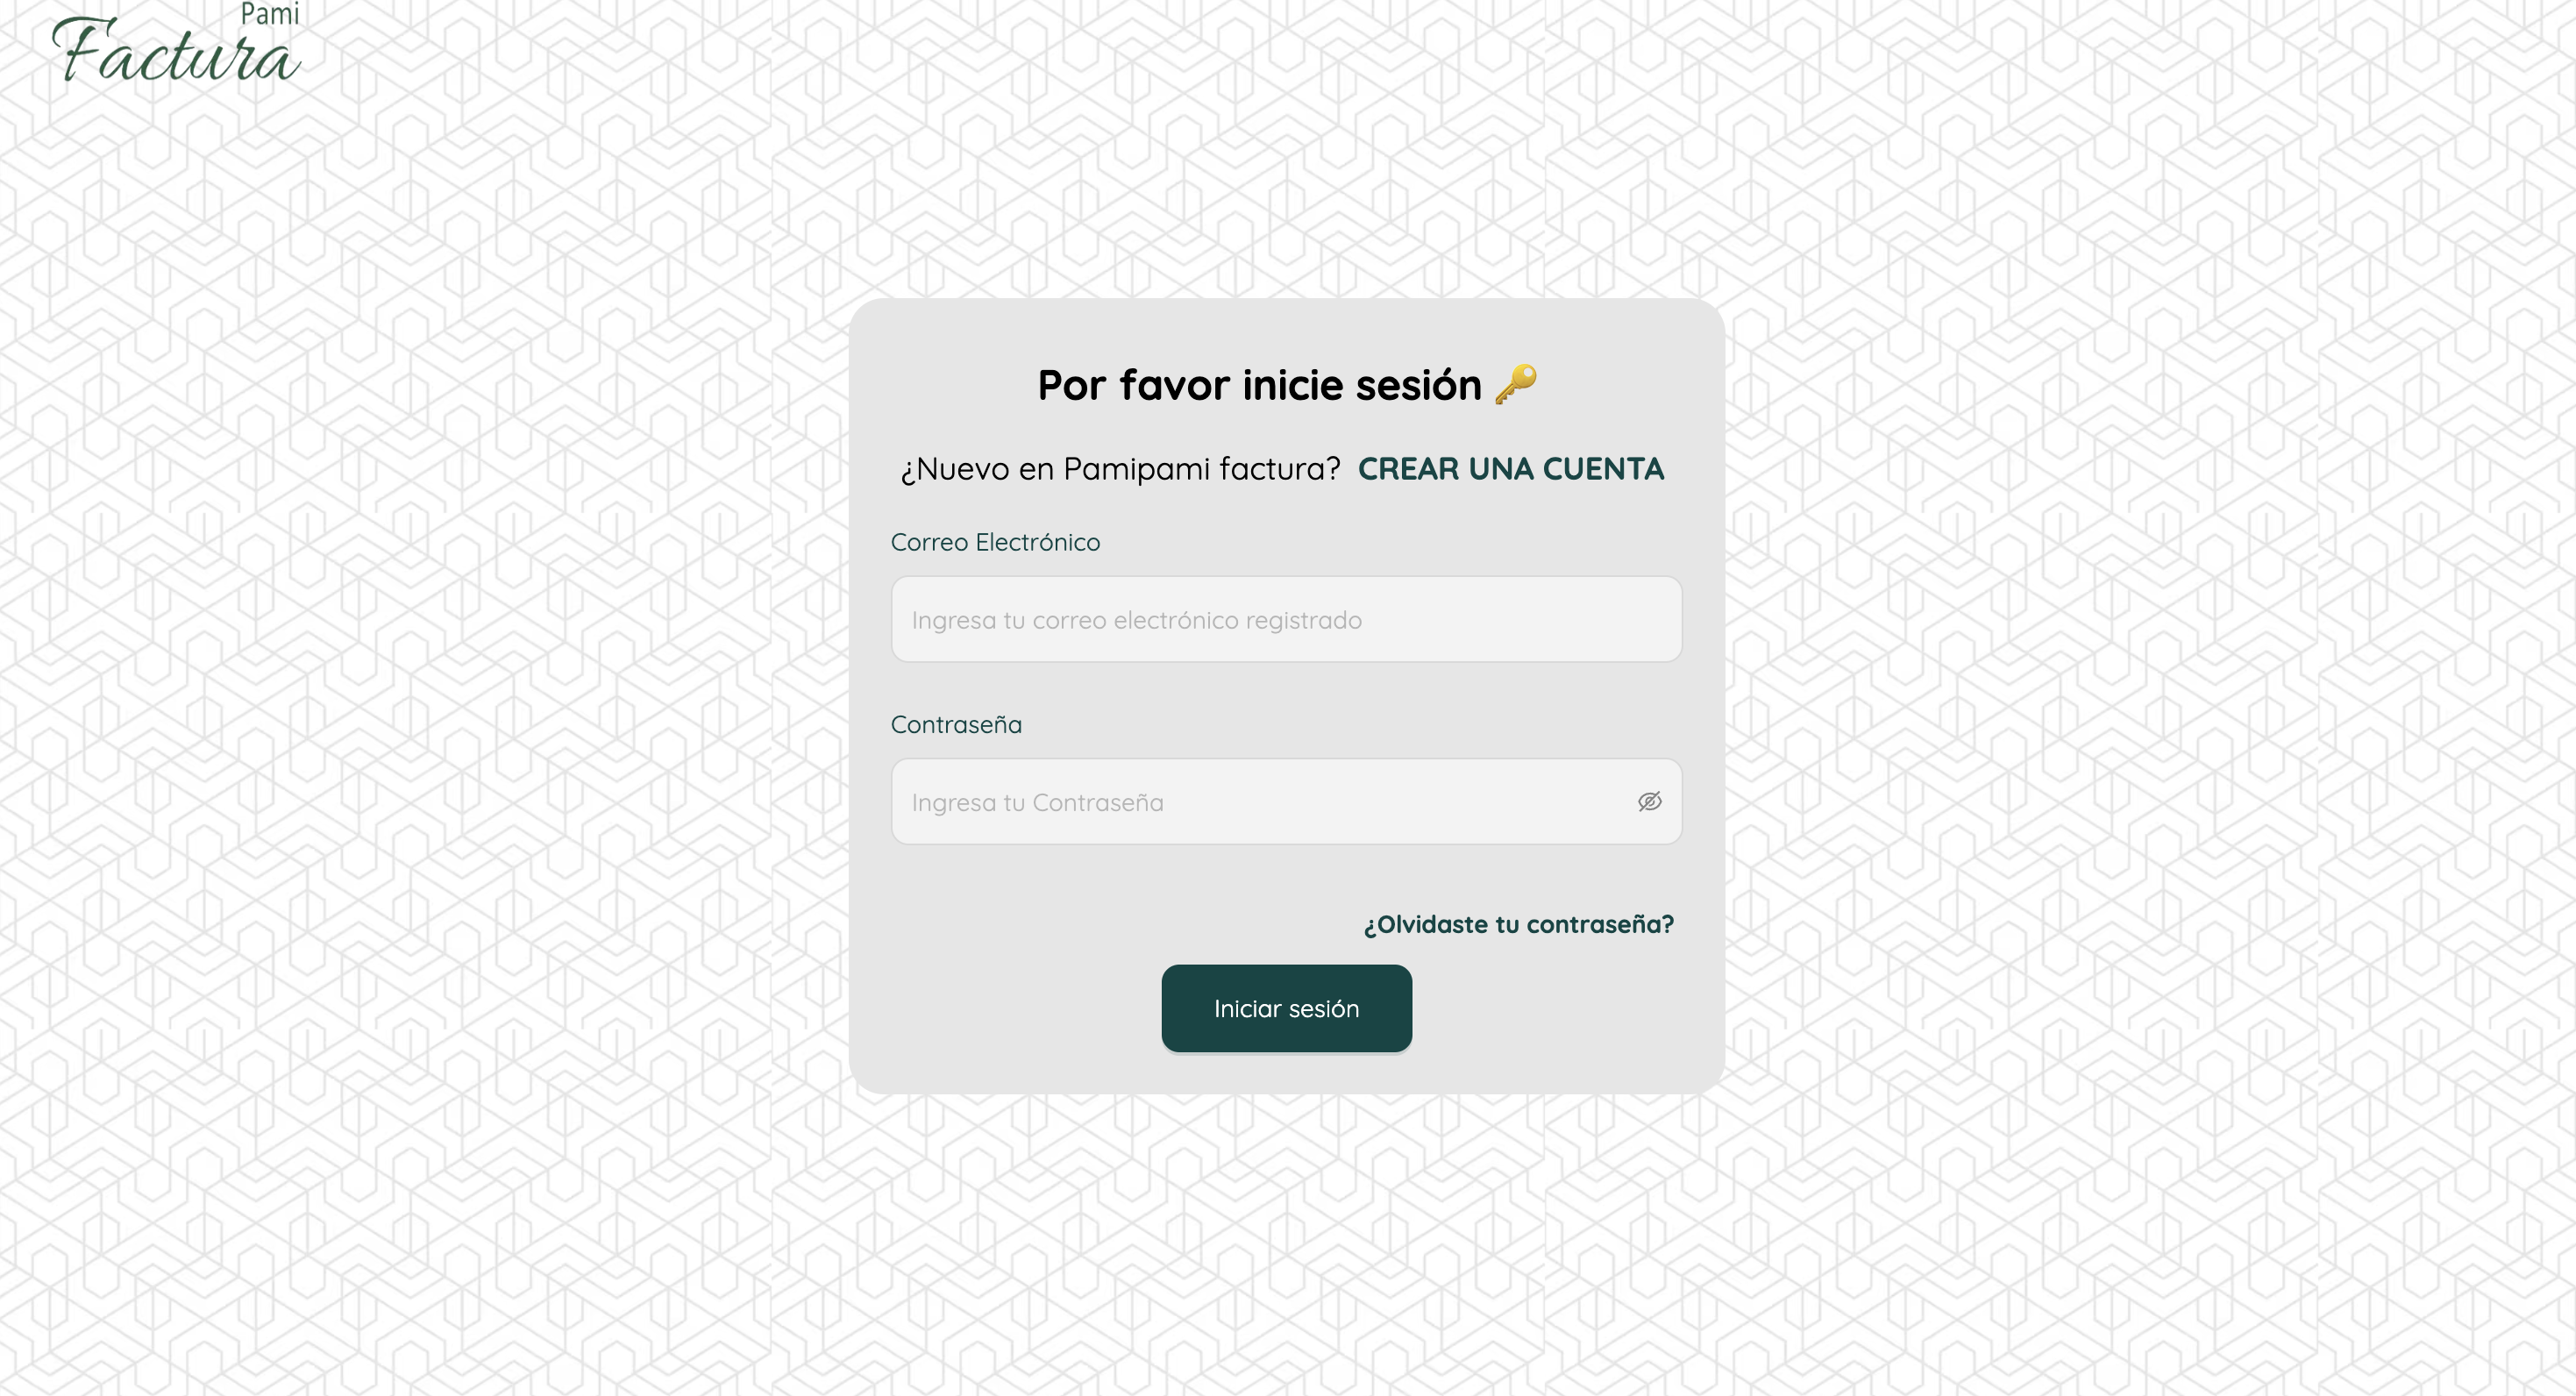 Pami
Factura
Por favor inicie sesión 🔑
¿Nuevo en Pamipami factura? CREAR UNA CUENTA
Correo Electrónico
Ingresa tu correo electrónico registrado
Contraseña
Ingresa tu Contraseña
¿Olvidaste tu contraseña?
Iniciar sesión